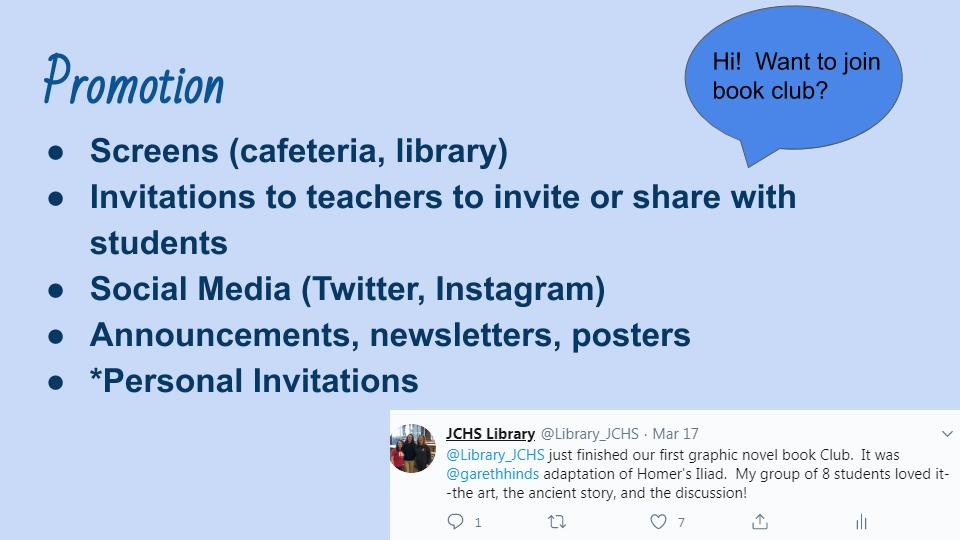 Promotion
Hi!  Want to join
book club?
● Screens (cafeteria, library)
● Invitations to teachers to invite or share with
students
● Social Media (Twitter, Instagram)
● Announcements, newsletters, posters
● *Personal Invitations
JCHS Library @Library_JCHS · Mar 17
@Library_JCHS just finished our first graphic novel book Club.  It was
@garethhinds adaptation of Homer's Iliad.  My group of 8 students loved it-
-the art, the ancient story, and the discussion!
1 7